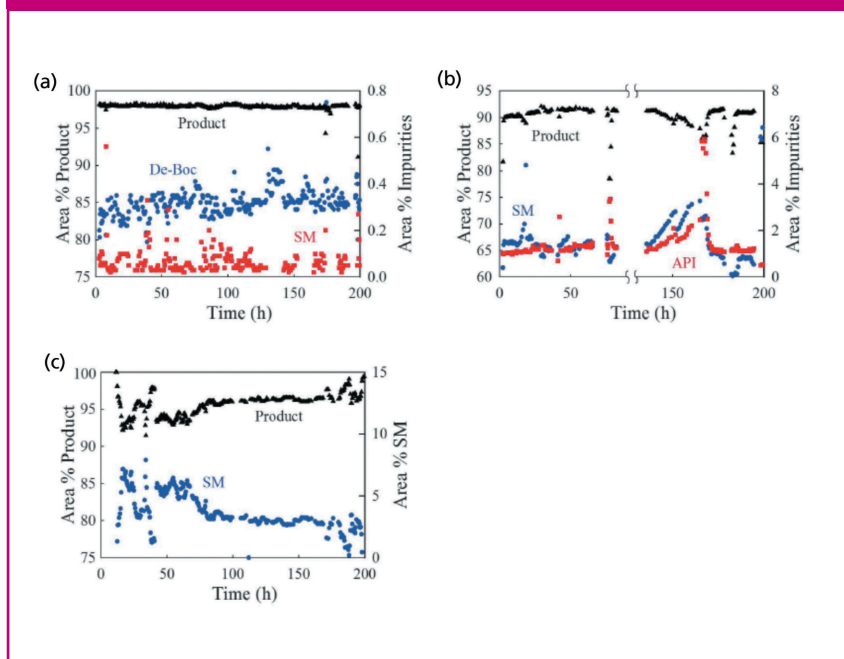 (a)
100
95
90
85
80
75
Area % Product
0.8
0.6
0.4
0.2
0.0
Area % Impurities
Product
De-Boc
SM
0
50
100
150
200
Time (h)
(b)
95
90
85
80
75
70
65
60
Area % Product
8
6
4
2
0
Area % Impurities
Product
SM
API
0
50
150
200
Time (h)
(c)
100
95
90
85
80
75
Area % Product
15
10
5
0
Area % SM
Product
SM
0
50
100
150
200
Time (h)